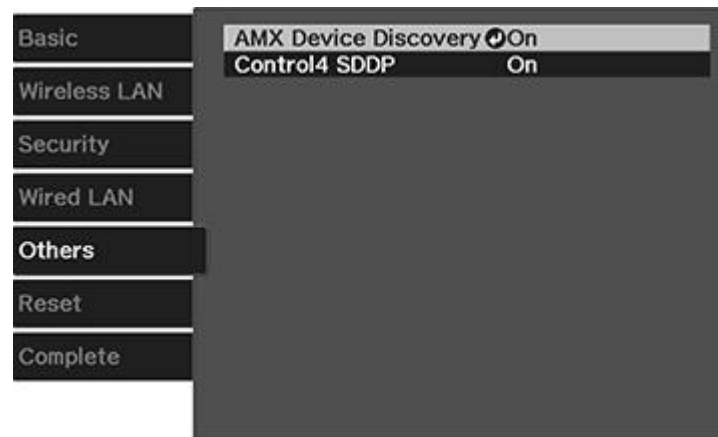 Basic
Wireless LAN
Security
Wired LAN
Others
Reset
Complete
AMX Device Discovery On
Control4 SDDP On